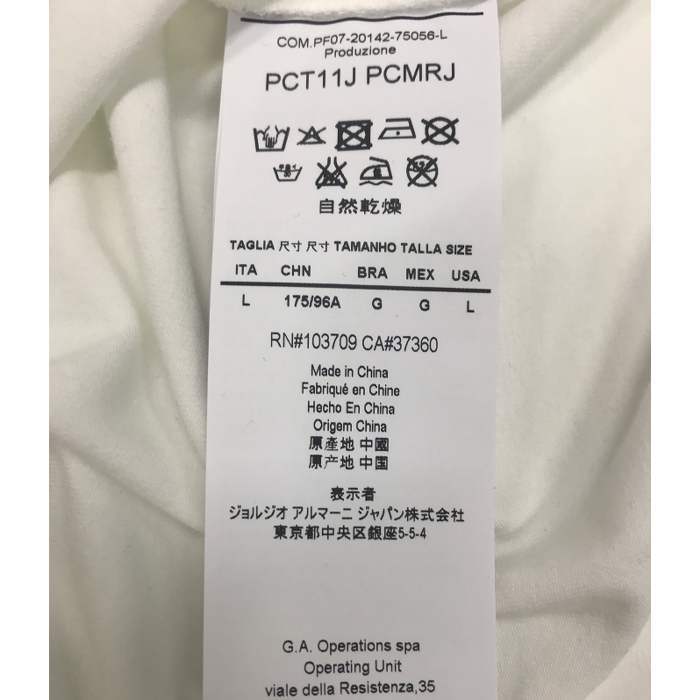 COM.PF07-20142-75056-L
Produzione
PCT11J PCMRJ
自然乾燥
TAGLIA 尺寸 尺寸 TAMANHO TALLA SIZE
ITA CHN BRA MEX USA
L 175/96A G G L
RN#103709 CA#37360
Made in China
Fabriqué en Chine
Hecho En China
Origem China
原產地 中國
原产地 中国
表示者
ジョルジオ アルマーニ ジャパン株式会社
東京都中央区銀座5-5-4
G.A. Operations spa
Operating Unit
viale della Resistenza,35